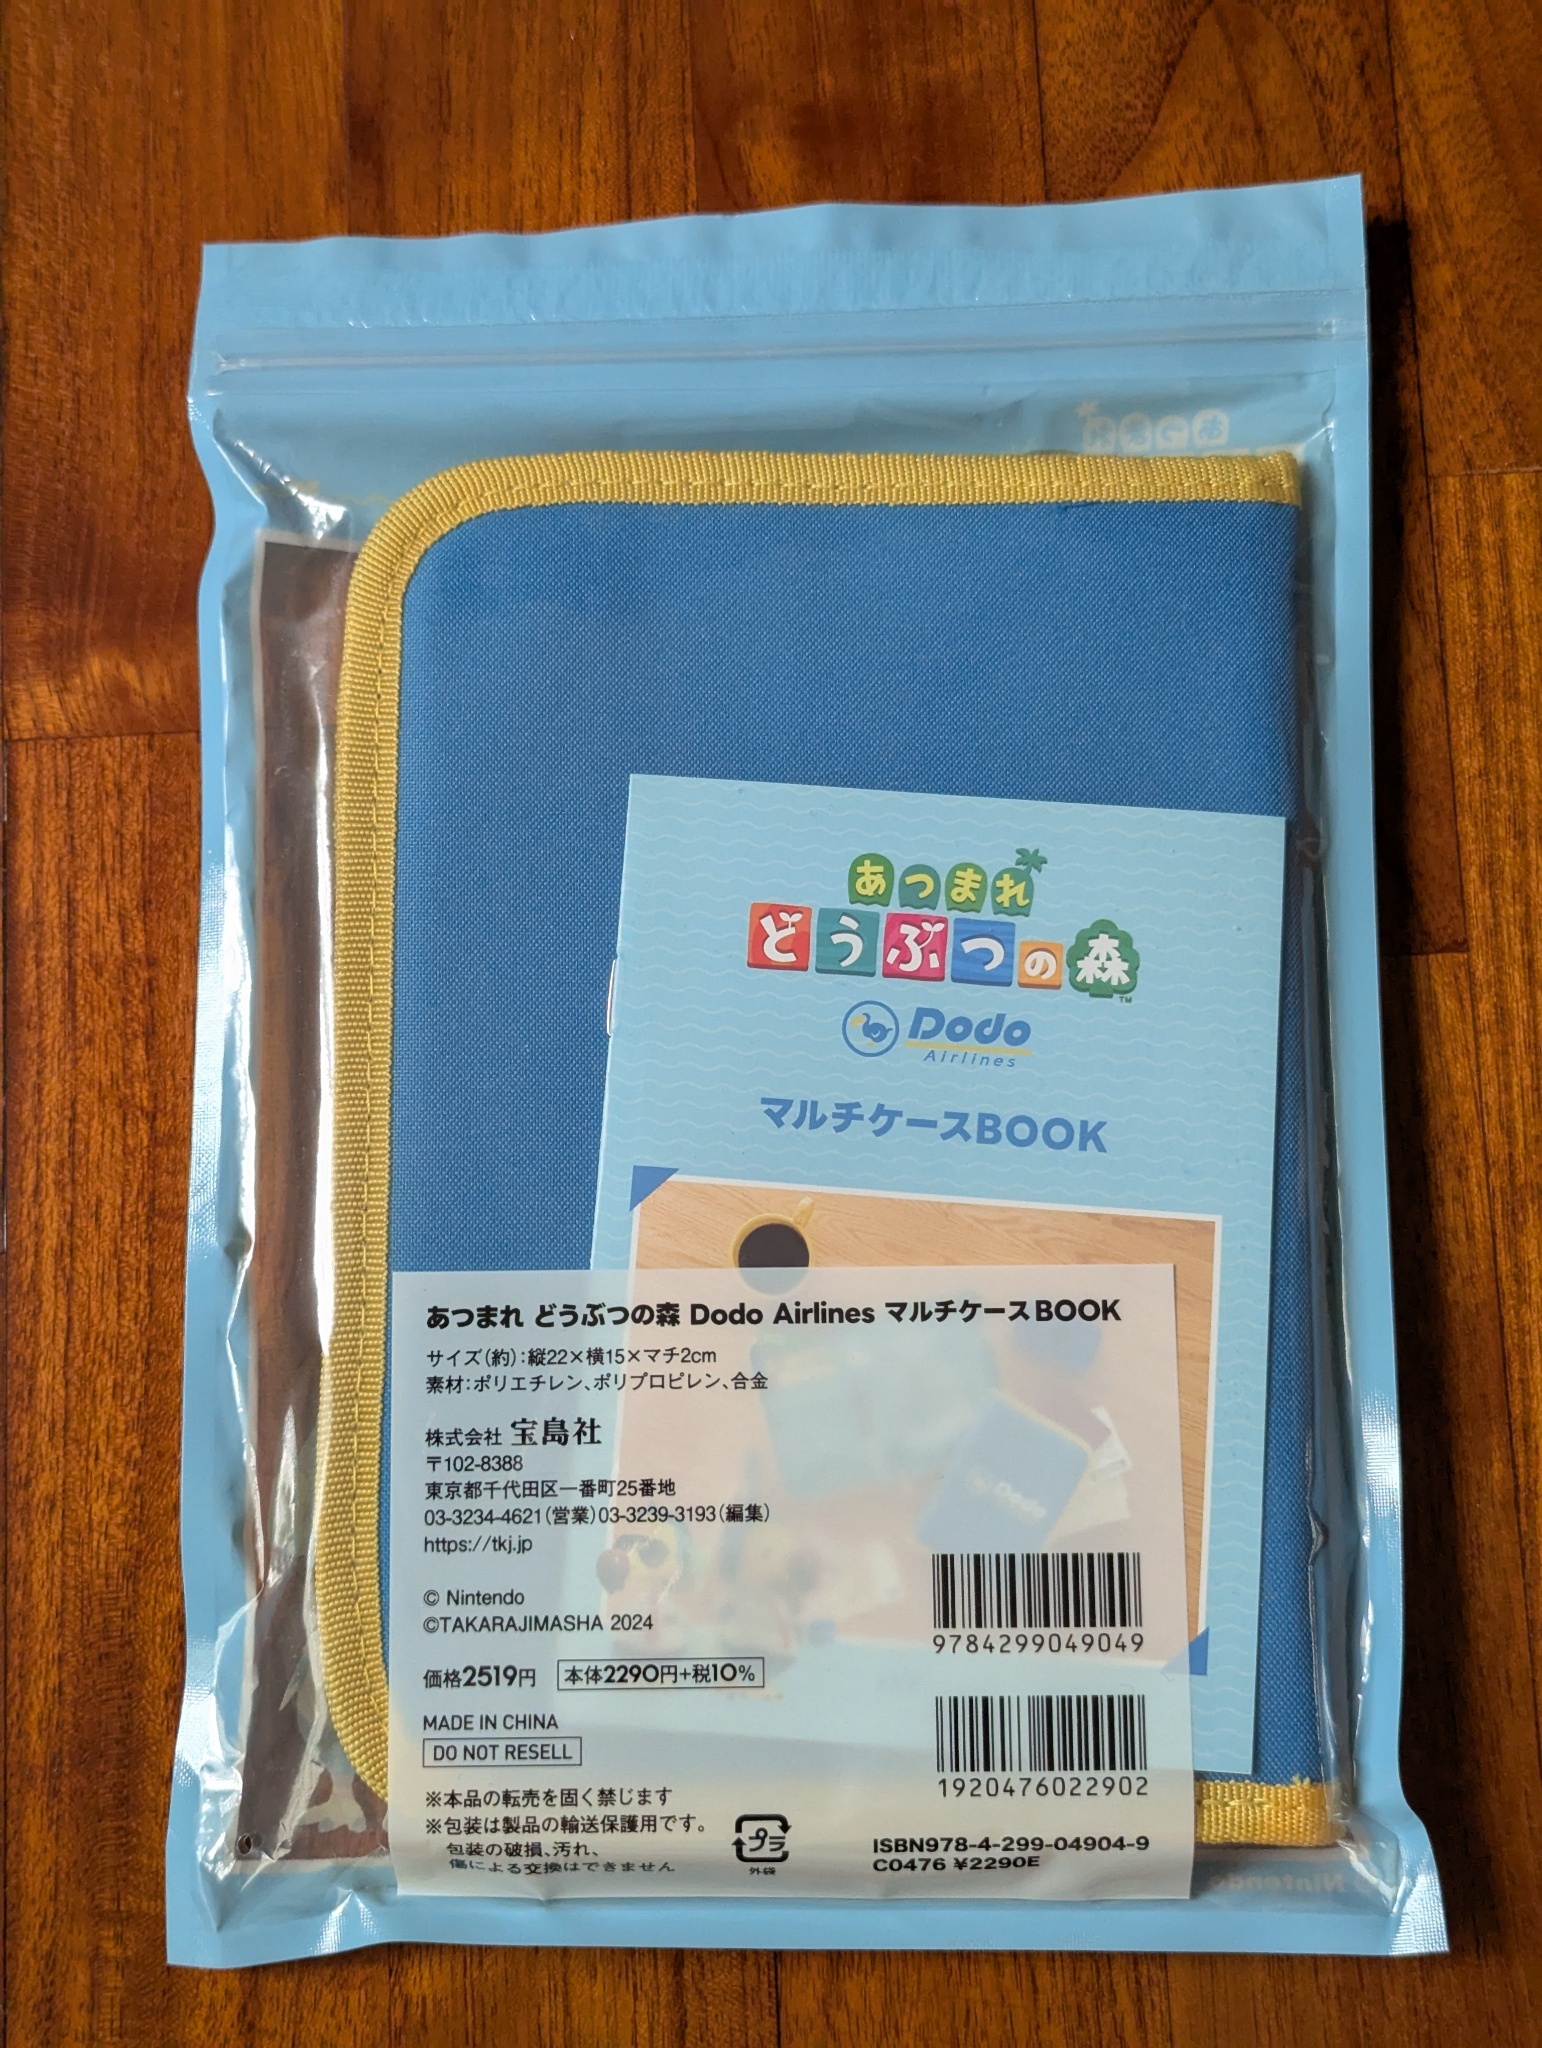 あつまれ
どうぶつの森
TM
Dodo
Airlines
マルチケースBOOK
Dodo
あつまれ どうぶつの森 Dodo Airlines マルチケースBOOK
サイズ(約):縦22×横15×マチ2cm
素材:ポリエチレン、ポリプロピレン、合金
株式会社 宝島社
〒102-8388
東京都千代田区一番町25番地
03-3234-4621(営業)03-3239-3193(編集)
https://tkj.jp
© Nintendo
©TAKARAJIMASHA 2024
価格2519円 本体2290円+税10%
MADE IN CHINA
DO NOT RESELL
※本品の転売を固く禁じます
※包装は製品の輸送保護用です。
包装の破損、汚れ、
傷による交換はできません
プラ
外袋
9784299049049
1920476022902
ISBN978-4-299-04904-9
C0476 ¥2290E
Nintendo